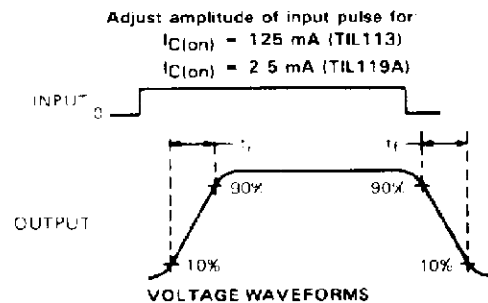 Adjust amplitude of input pulse for:
IC(on) = 125 mA (TIL113)
IC(on) = 2 5 mA (TIL119A)
INPUT
0
tr
tf
90%
90%
OUTPUT
10%
10%
VOLTAGE WAVEFORMS